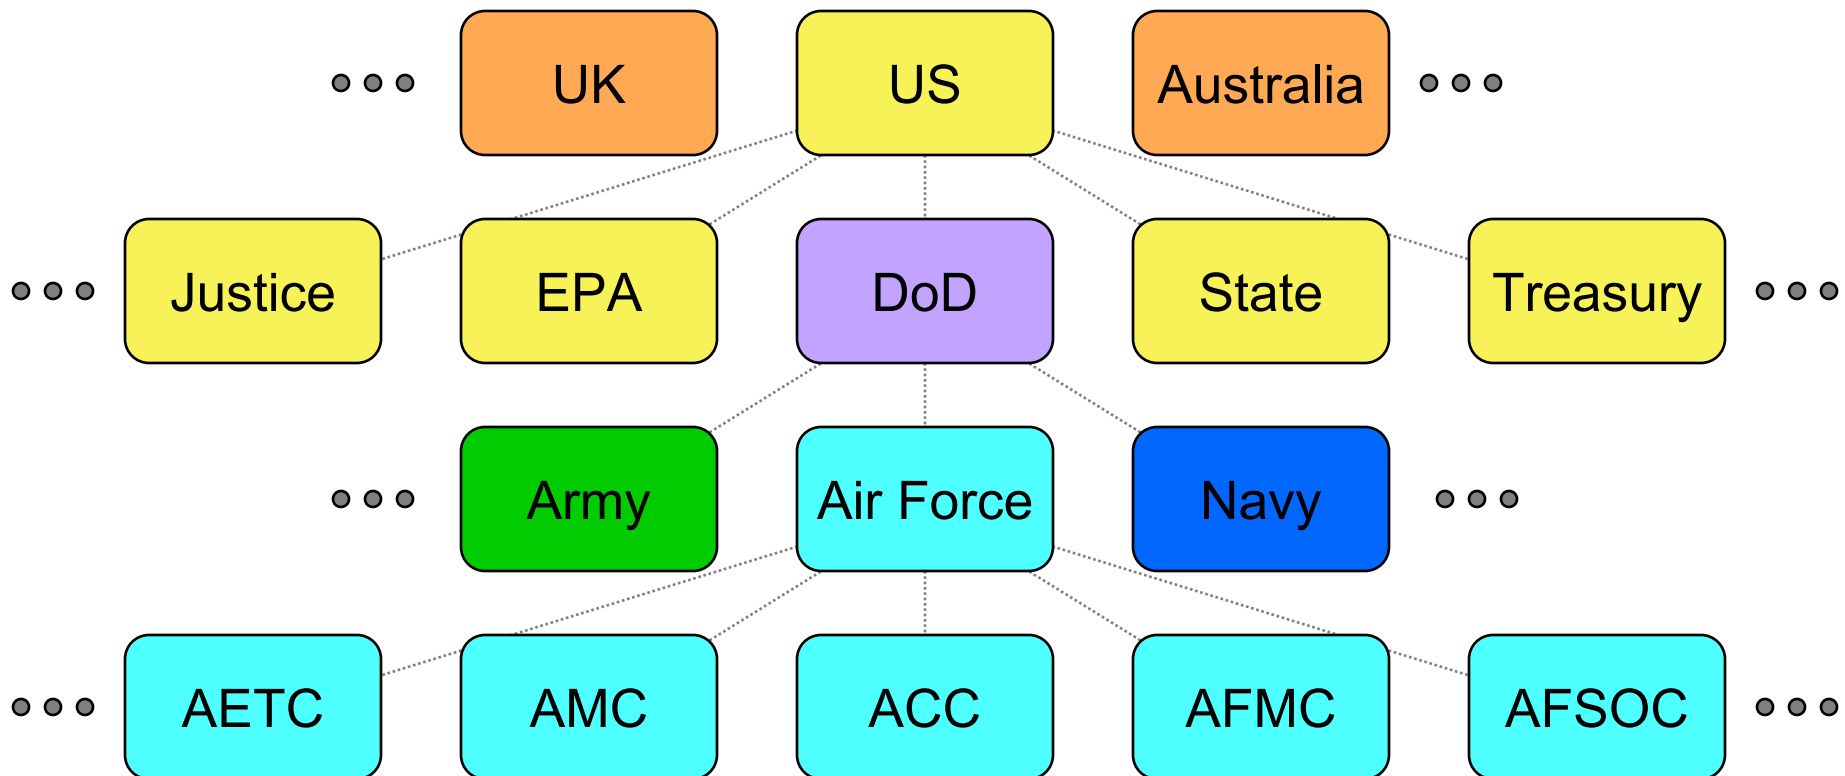 UK
US
Australia
Justice
EPA
DoD
State
Treasury
Army
Air Force
Navy
AETC
AMC
ACC
AFMC
AFSOC